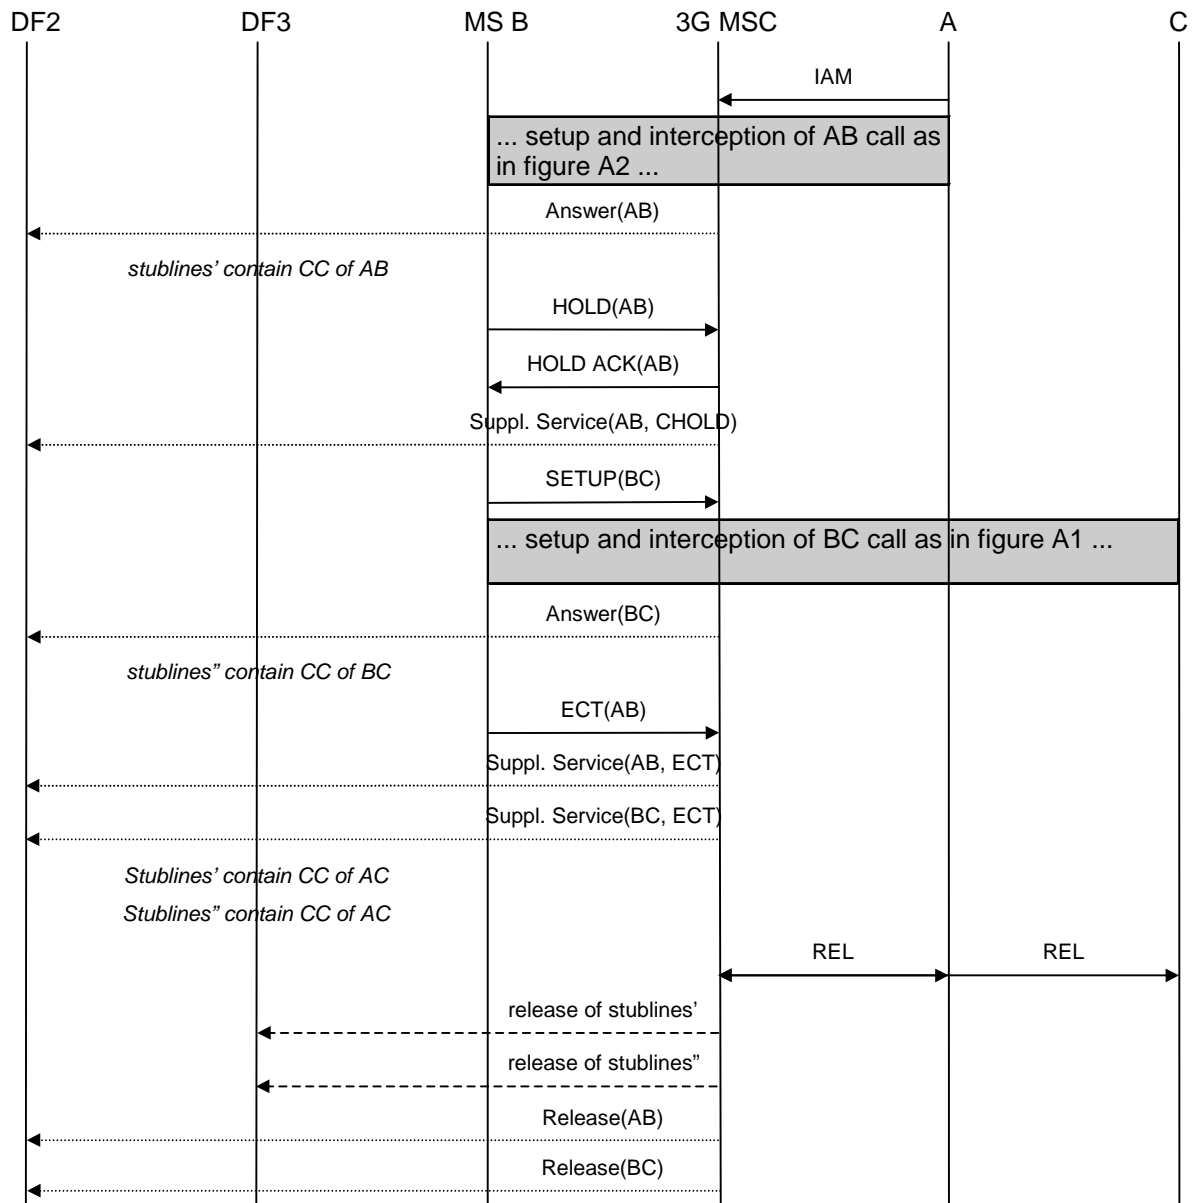 DF2 DF3 MS B 3G MSC A C
IAM
... setup and interception of AB call as
in figure A2 ...
Answer(AB)
stublines’ contain CC of AB
HOLD(AB)
HOLD ACK(AB)
Suppl. Service(AB, CHOLD)
SETUP(BC)
... setup and interception of BC call as in figure A1 ...
Answer(BC)
stublines” contain CC of BC
ECT(AB)
Suppl. Service(AB, ECT)
Suppl. Service(BC, ECT)
Stublines’ contain CC of AC
Stublines” contain CC of AC
REL REL
release of stublines’
release of stublines”
Release(AB)
Release(BC)